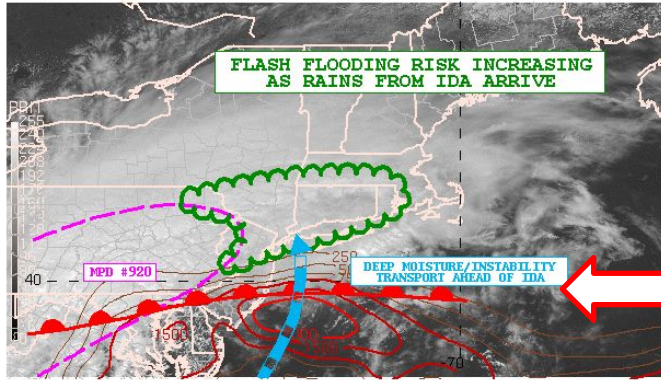 FLASH FLOODING RISK INCREASING
AS RAINS FROM IDA ARRIVE
MPD #920
DEEP MOISTURE/INSTABILITY
TRANSPORT AHEAD OF IDA
250
40
1500
-70